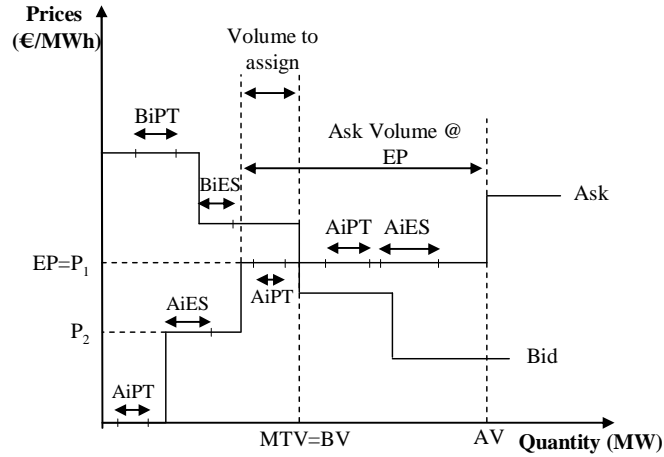 Prices
(€/MWh)
Volume to
assign
BiPT
Ask Volume @
EP
BiES
Ask
AiPT
AiES
EP=P1
AiPT
AiES
P2
Bid
AiPT
MTV=BV
AV
Quantity (MW)